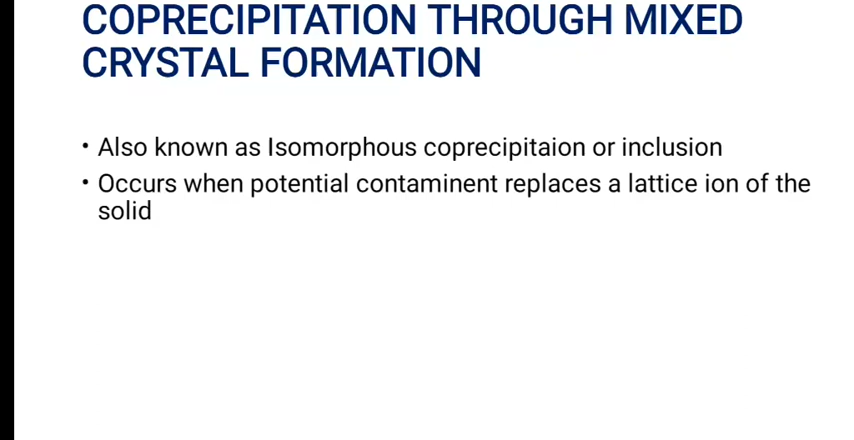 COPRECIPITATION THROUGH MIXED
CRYSTAL FORMATION
• Also known as Isomorphous coprecipitaion or inclusion
• Occurs when potential contaminent replaces a lattice ion of the
solid